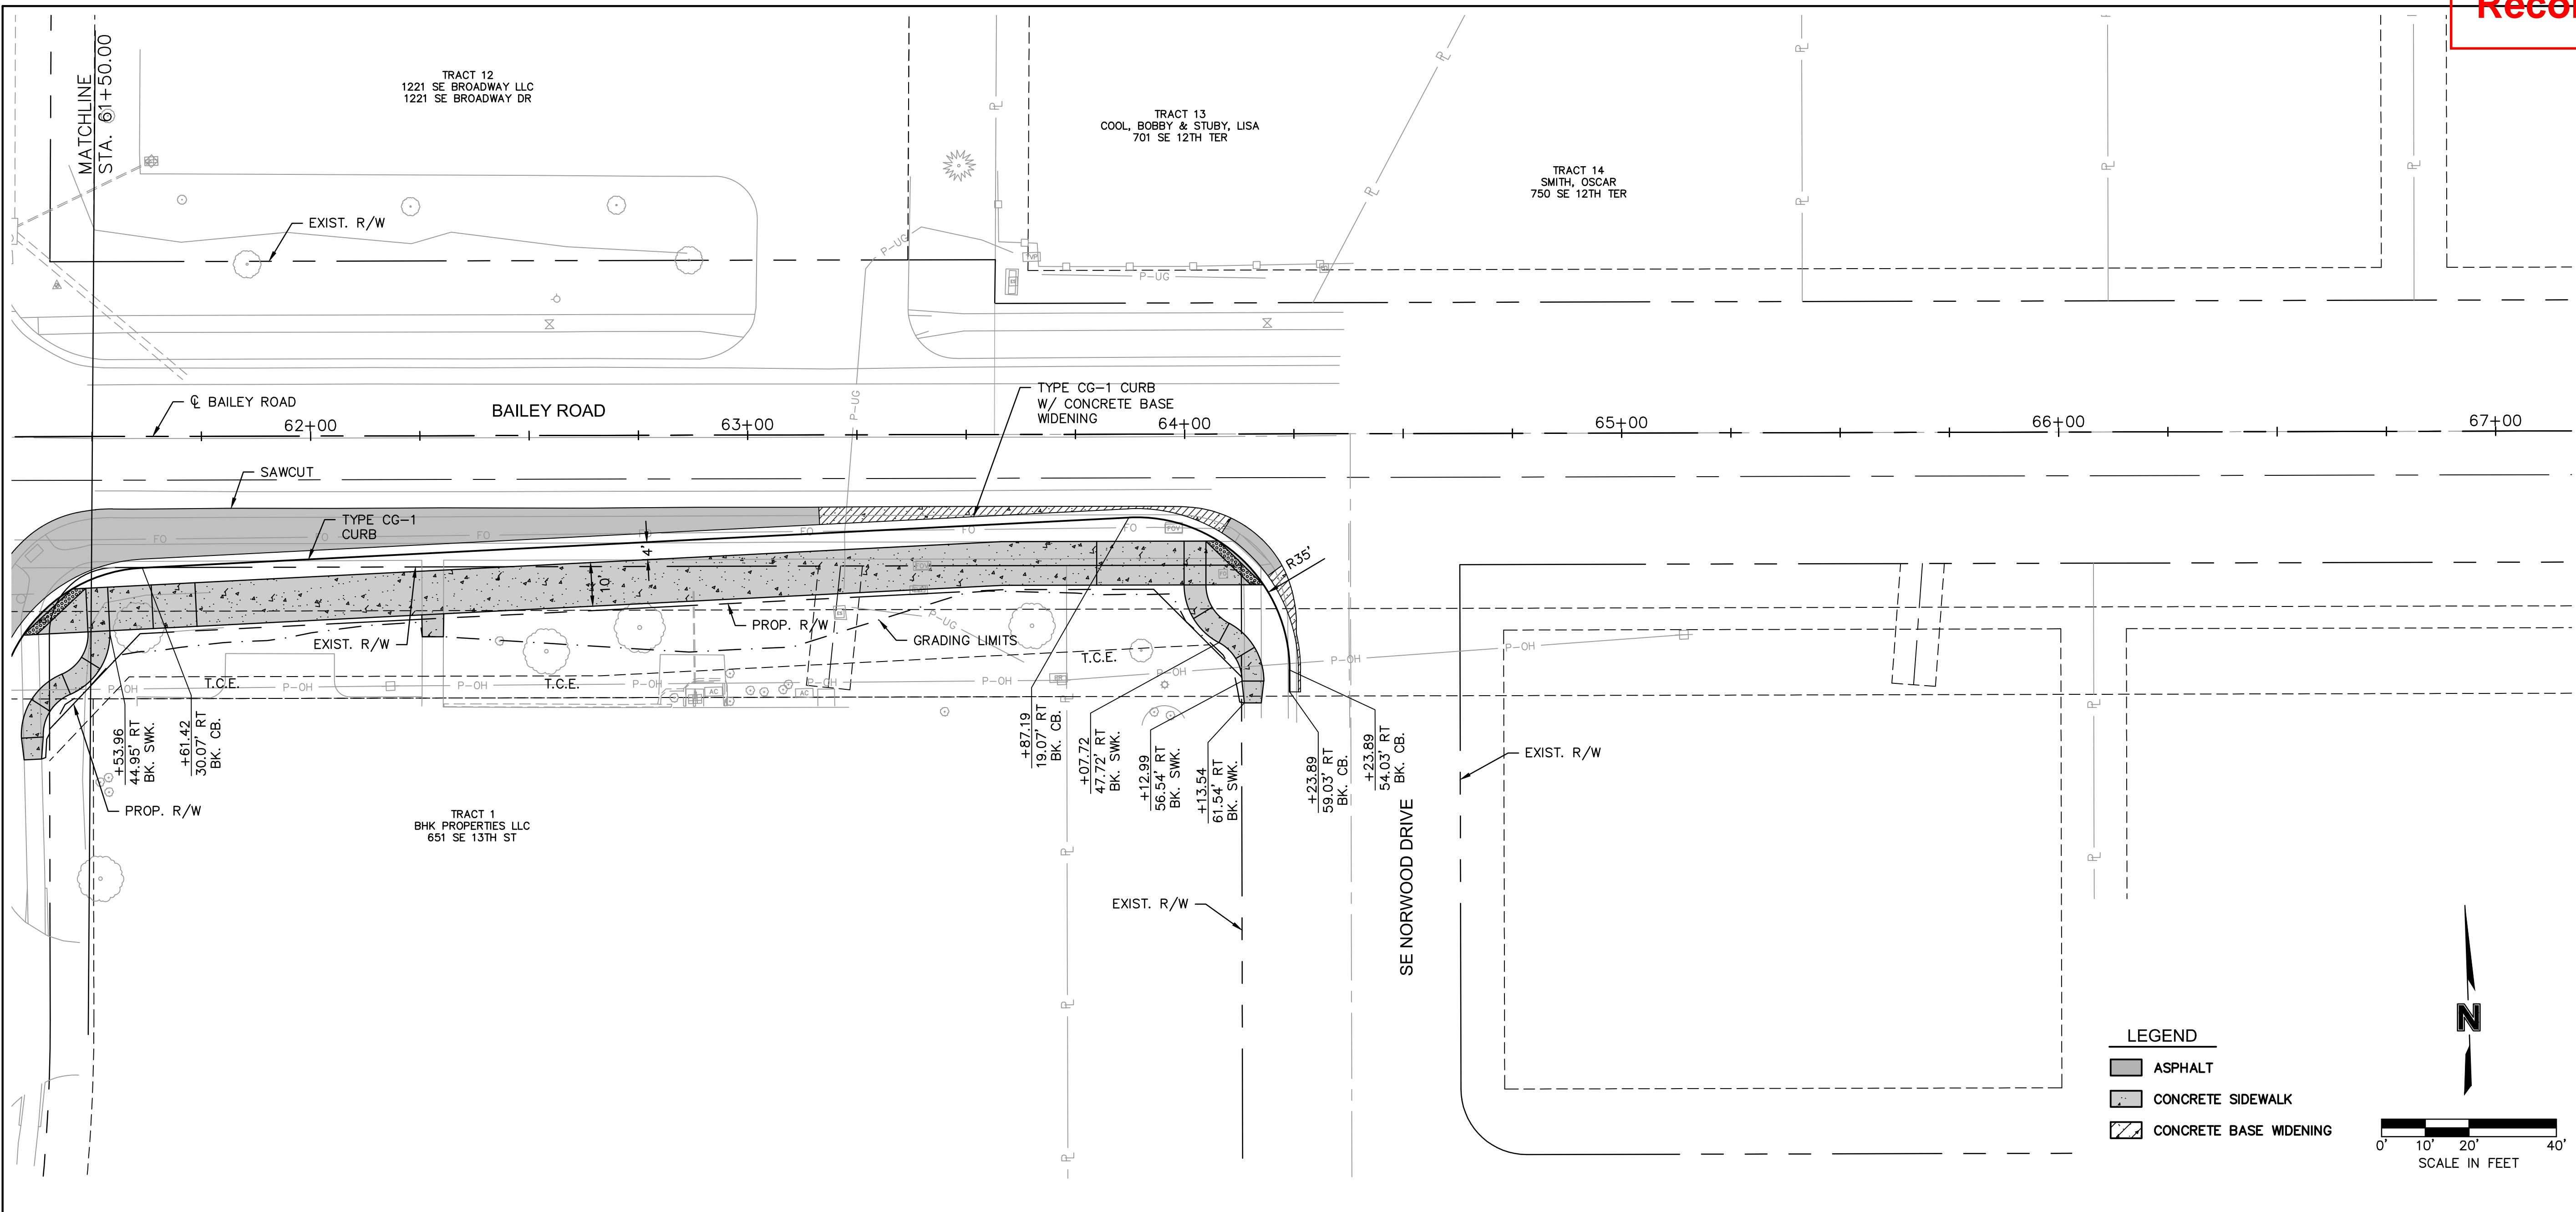 MATCHLINE
STA. 61+50.00
TRACT 12
1221 SE BROADWAY LLC
1221 SE BROADWAY DR
TRACT 13
COOL, BOBBY & STUBY, LISA
701 SE 12TH TER
TRACT 14
SMITH, OSCAR
750 SE 12TH TER
EXIST. R/W
P-UG
P-UG
P-UG
℄ BAILEY ROAD
BAILEY ROAD
TYPE CG-1 CURB
W/ CONCRETE BASE
WIDENING
62+00
63+00
64+00
65+00
66+00
67+00
SAWCUT
TYPE CG-1
CURB
FO
FO
FO
FO
FO
FO
FO
FOV
4'
10'
R35'
EXIST. R/W
PROP. R/W
P-UG
GRADING LIMITS
T.C.E.
T.C.E.
T.C.E.
P-OH
P-OH
P-OH
P-OH
P-OH
P-OH
P-OH
P-OH
P-OH
AC
AC
+53.96
44.95' RT
BK. SWK.
+61.42
30.07' RT
BK. CB.
+87.19
19.07' RT
BK. CB.
+07.72
47.72' RT
BK. SWK.
+12.99
56.54' RT
BK. SWK.
+13.54
61.54' RT
BK. SWK.
+23.89
59.03' RT
BK. CB.
+23.89
54.03' RT
BK. CB.
PROP. R/W
TRACT 1
BHK PROPERTIES LLC
651 SE 13TH ST
EXIST. R/W
EXIST. R/W
SE NORWOOD DRIVE
LEGEND
ASPHALT
CONCRETE SIDEWALK
CONCRETE BASE WIDENING
N
0' 10' 20' 40'
SCALE IN FEET